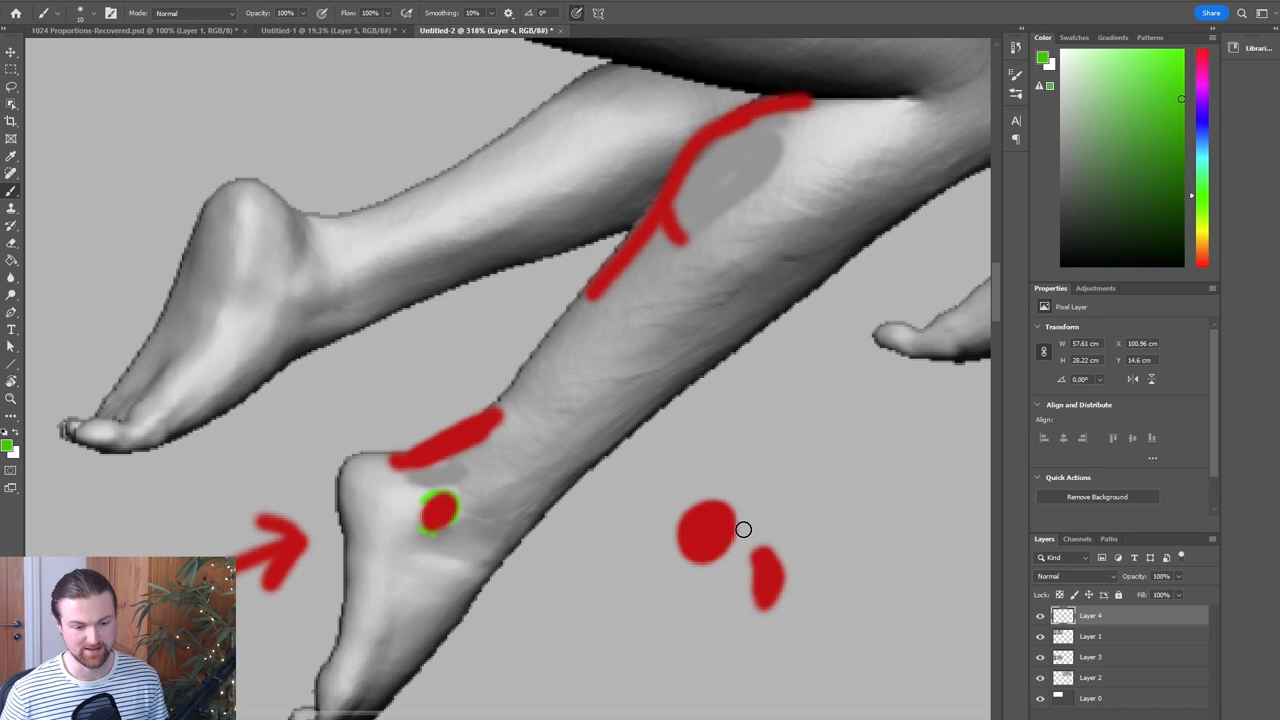 Mode: Normal Opacity: 100% Flow: 100% Smoothing: 10% 0° Share
10
1024 Proportions-Recovered.psd @ 100% (Layer 1, RGB/8) * × Untitled-1 @ 19.3% (Layer 5, RGB/8#) * × Untitled-2 @ 318% (Layer 4, RGB/8#) * ×
Color Swatches Gradients Patterns
Librari...
Properties Adjustments
Pixel Layer
Transform
W 57.61 cm X 100.96 cm
H 28.22 cm Y 14.6 cm
0.00°
Align and Distribute
Align:
...
Quick Actions
Remove Background
Layers Channels Paths
Kind
Normal Opacity: 100%
Lock: Fill: 100%
Layer 4
Layer 1
Layer 3
Layer 2
Layer 0